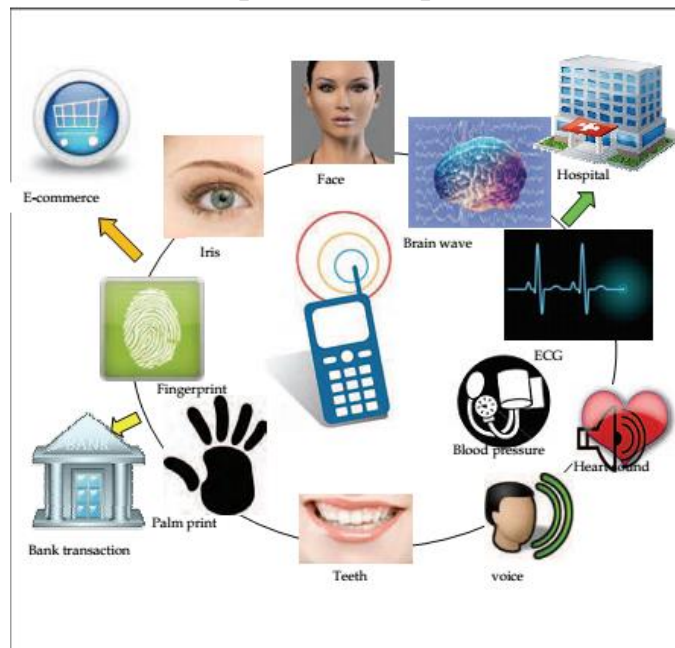 Face
Hospital
E-commerce
Iris
Brain wave
ECG
Fingerprint
Blood pressure
Heart sound
Palm print
Bank transaction
Teeth
voice